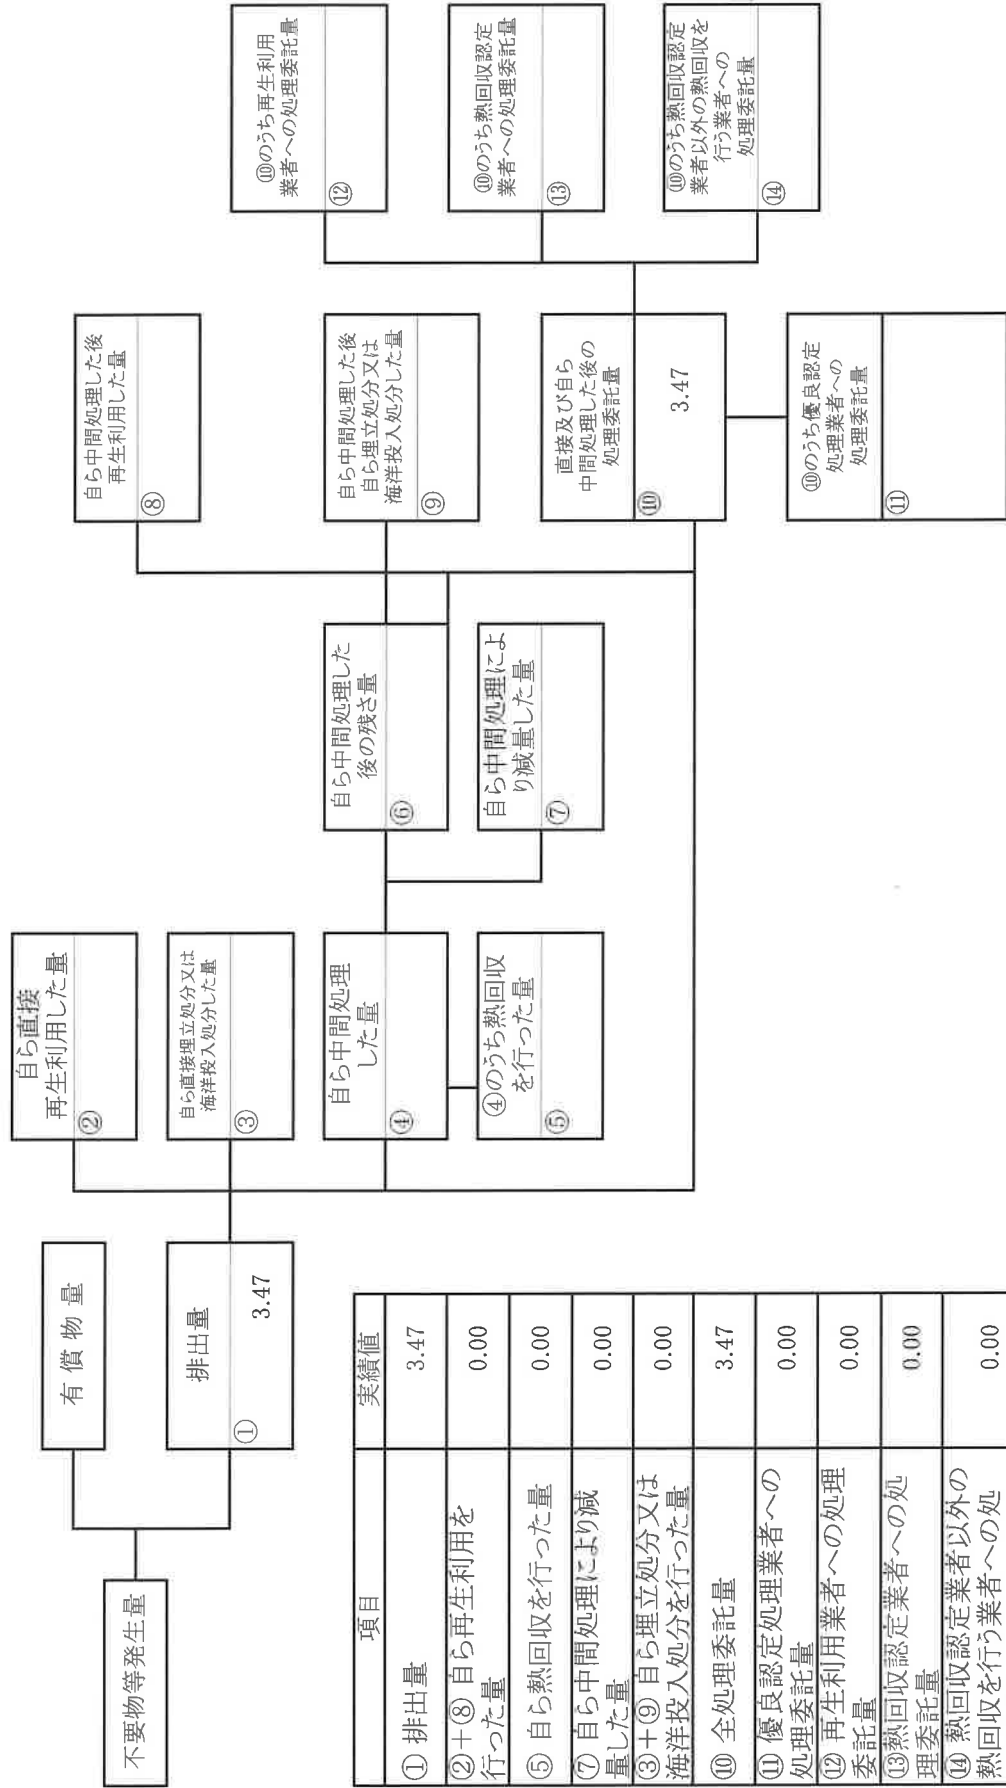 不要物等発生量
有償物量
排出量
①
3.47
自ら直接
再生利用した量
②
自ら直接埋立処分又は
海洋投入処分した量
③
自ら中間処理
した量
④
④のうち熱回収
を行った量
⑤
自ら中間処理した
後の残さ量
⑥
自ら中間処理によ
り減量した量
⑦
自ら中間処理した後
再生利用した量
⑧
自ら中間処理した後
自ら埋立処分又は
海洋投入処分した量
⑨
直接及び自ら
中間処理した後の
処理委託量
⑩
3.47
⑩のうち優良認定
処理業者への
処理委託量
⑪
⑩のうち再生利用
業者への処理委託量
⑫
⑩のうち熱回収認定
業者への処理委託量
⑬
⑩のうち熱回収認定
業者以外の熱回収を
行う業者への
処理委託量
⑭
項目 実績値
① 排出量 3.47
②+⑧ 自ら再生利用を
行った量 0.00
⑤ 自ら熱回収を行った量 0.00
⑦ 自ら中間処理により減
量した量 0.00
③+⑨ 自ら埋立処分又は
海洋投入処分を行った量 0.00
⑩ 全処理委託量 3.47
⑪ 優良認定処理業者への
処理委託量 0.00
⑫ 再生利用業者への処理
委託量 0.00
⑬熱回収認定業者への処
理委託量 0.00
⑭ 熱回収認定業者以外の
熱回収を行う業者への処 0.00